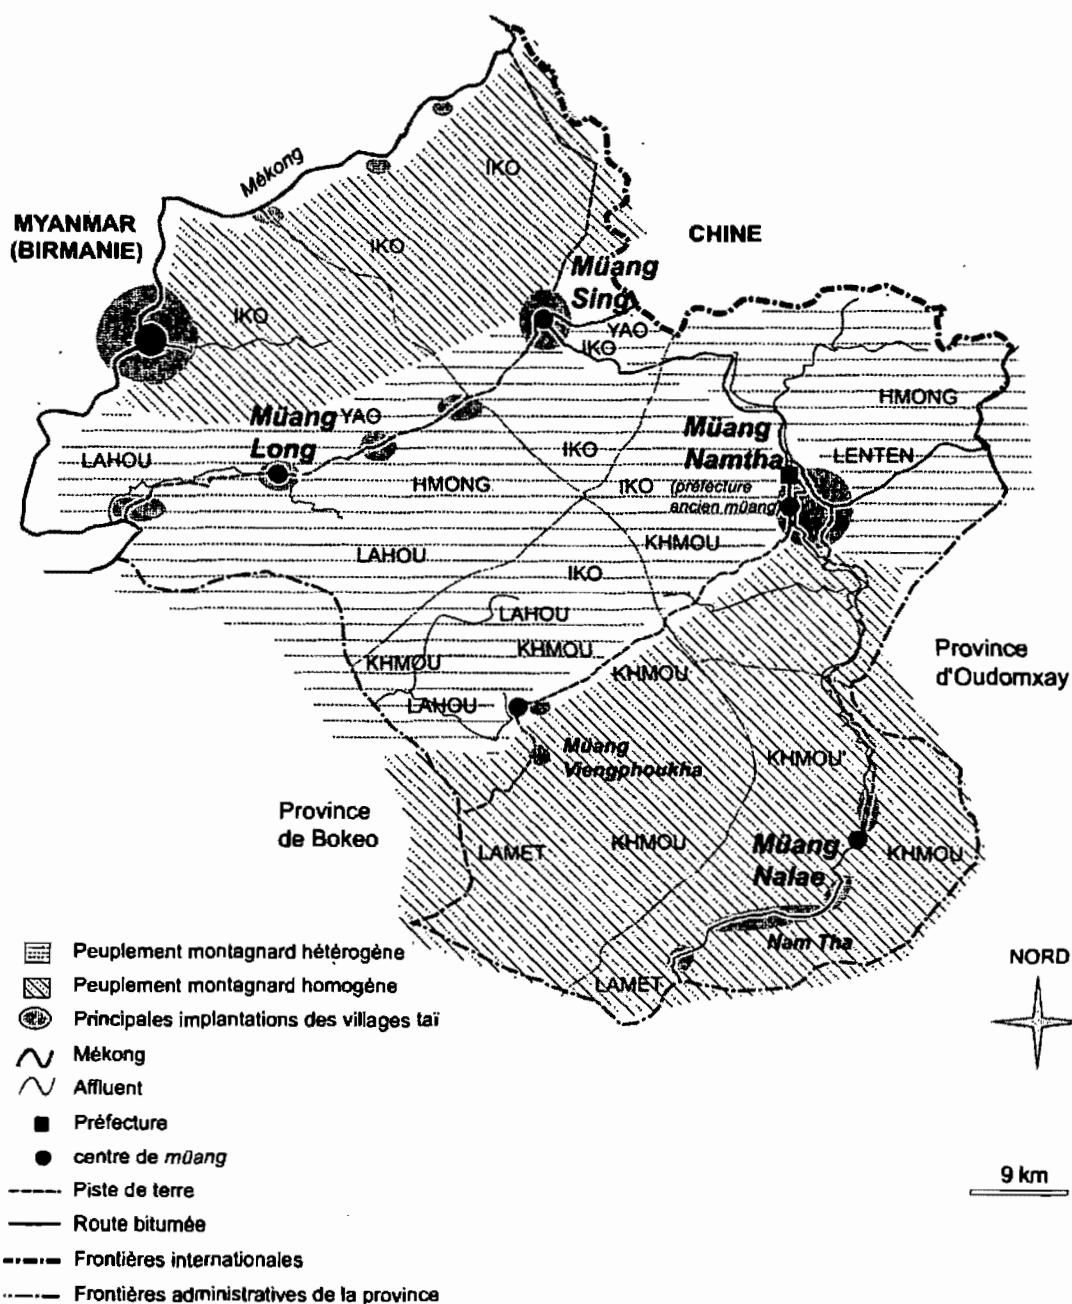 Mékong
IKO
MYANMAR
(BIRMANIE)
IKO
CHINE
Müang
Sing
IKO
YAO
IKO
HMONG
Müang
Long
YAO
Müang
Namtha
LAHOU
IKO
LENTEN
HMONG
IKO
(préfecture
ancien müang)
LAHOU
KHMOU
IKO
LAHOU
KHMOU
KHMOU
KHMOU
Province
d'Oudomxay
LAHOU
Müang
Viengphoukha
KHMOU'
Province
de Bokeo
LAMET
KHMOU
Müang
Nalae
KHMOU
Nam Tha
LAMET
NORD
Peuplement montagnard hétérogène
Peuplement montagnard homogène
Principales implantations des villages taï
Mékong
Affluent
Préfecture
centre de müang
Piste de terre
Route bitumée
Frontières internationales
Frontières administratives de la province
9 km